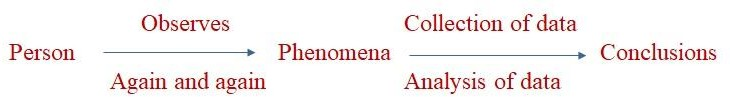 Observes
Collection of data
Person
Phenomena
Conclusions
Again and again
Analysis of data